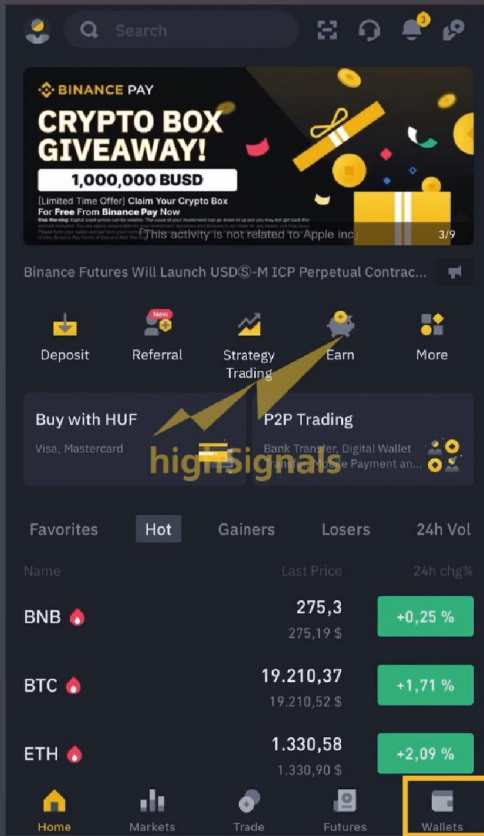 Search
3
BINANCE PAY
CRYPTO BOX
GIVEAWAY!
1,000,000 BUSD
[Limited Time Offer] Claim Your Crypto Box
For Free From Binance Pay Now
[This activity is not related to Apple inc]
3/9
Binance Futures Will Launch USDⓈ-M ICP Perpetual Contrac...
New
Deposit
Referral
Strategy
Trading
Earn
More
Buy with HUF
Visa, Mastercard
P2P Trading
Bank Transfer, Digital Wallet
Transfer, Mobile Payment an...
highSignals
Favorites
Hot
Gainers
Losers
24h Vol
Name
Last Price
24h chg%
BNB
275,3
275,19 $
+0,25 %
BTC
19.210,37
19.210,52 $
+1,71 %
ETH
1.330,58
1.330,90 $
+2,09 %
Home
Markets
Trade
Futures
Wallets